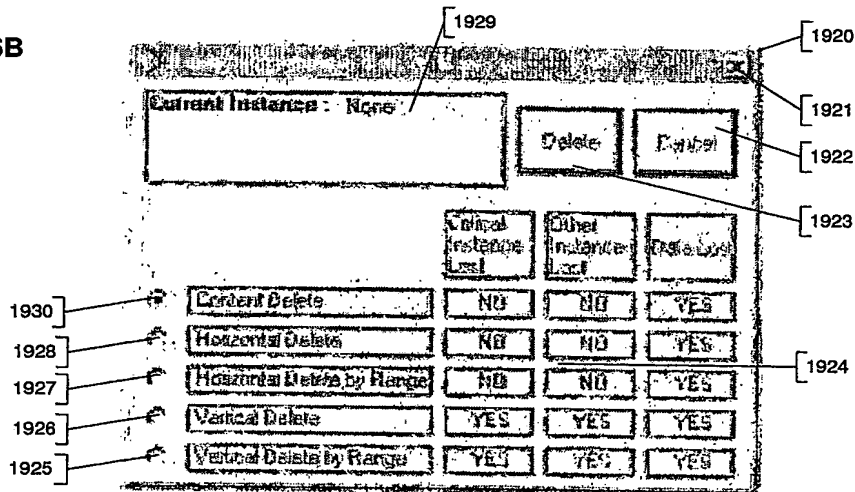 6B
1929
1920
Current Instance : None
1921
Delete
Cancel
1922
1923
Critical Instance Lost
Other Instance Lost
Data Lost
1930
Content Delete NO NO YES
1928
Horizontal Delete NO NO YES
1924
1927
Horizontal Delete by Range NO NO YES
1926
Vertical Delete YES YES YES
1925
Vertical Delete by Range YES YES YES